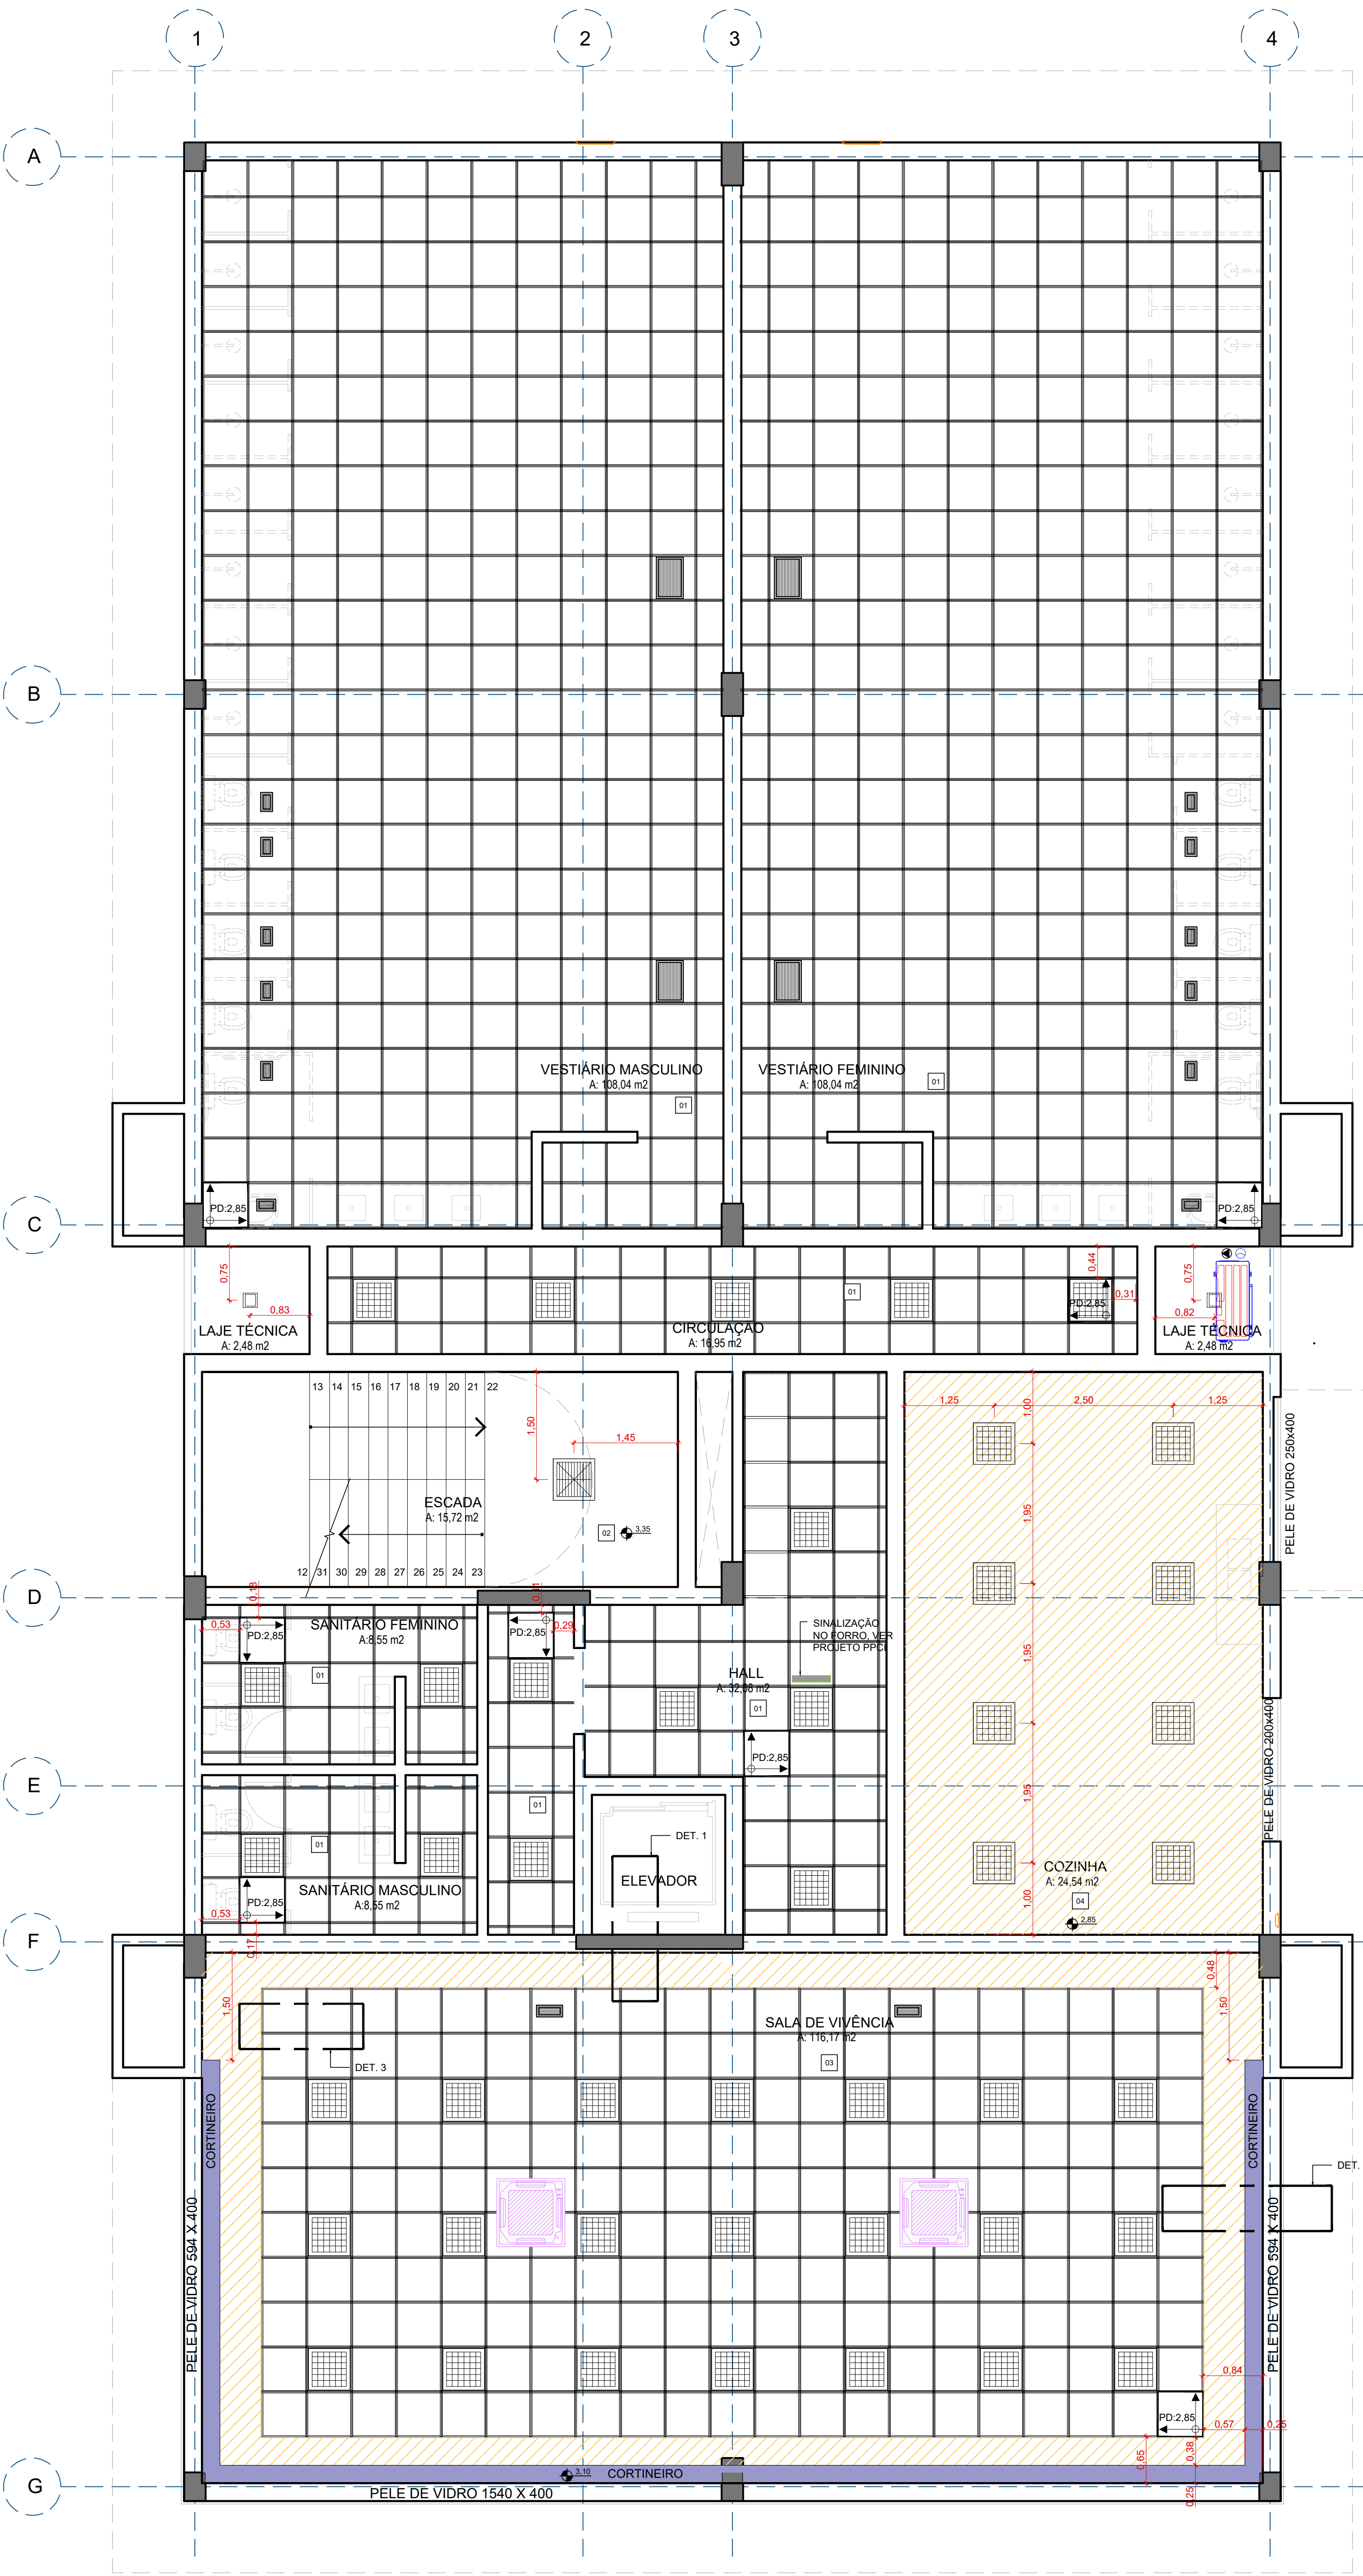 1
2
3
4
A
B
VESTIÁRIO MASCULINO
A: 108,04 m2
01
VESTIÁRIO FEMININO
A: 108,04 m2
01
PD:2,85
PD:2,85
C
0,75
0,83
LAJE TÉCNICA
A: 2,48 m2
01
CIRCULAÇÃO
A: 16,95 m2
0,44
0,31
PD:2,85
0,75
0,82
LAJE TÉCNICA
A: 2,48 m2
13 14 15 16 17 18 19 20 21 22
1,50
1,45
ESCADA
A: 15,72 m2
02
3,35
12 31 30 29 28 27 26 25 24 23
1,25
2,50
1,25
1,00
1,95
1,95
1,95
1,00
PELE DE VIDRO 250x400
PELE DE VIDRO 200x400
D
0,18
0,53
PD:2,85
SANITÁRIO FEMININO
A:8,55 m2
01
0,11
0,29
PD:2,85
SINALIZAÇÃO
NO FORRO, VER
PROJETO PPCI
HALL
A: 32,08 m2
01
PD:2,85
E
01
01
DET. 1
ELEVADOR
SANITÁRIO MASCULINO
A:8,55 m2
PD:2,85
0,53
0,17
COZINHA
A: 24,54 m2
04
2,85
F
1,50
0,48
1,50
SALA DE VIVÊNCIA
A: 116,17 m2
03
DET. 3
CORTINEIRO
CORTINEIRO
DET.
PELE DE VIDRO 594 X 400
PELE DE VIDRO 594 X 400
0,84
PD:2,85
0,57
0,25
0,65
0,38
0,25
3,10
CORTINEIRO
G
PELE DE VIDRO 1540 X 400